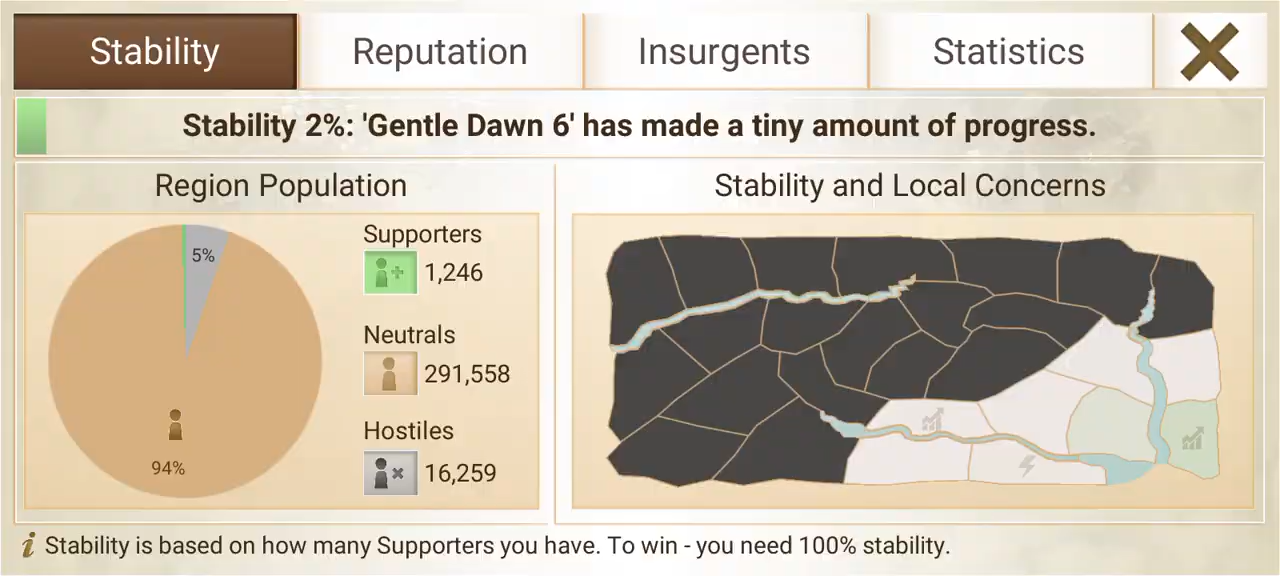 Stability
Reputation
Insurgents
Statistics
Stability 2%: 'Gentle Dawn 6' has made a tiny amount of progress.
Region Population
Stability and Local Concerns
5%
94%
Supporters
1,246
Neutrals
291,558
Hostiles
16,259
Stability is based on how many Supporters you have. To win - you need 100% stability.